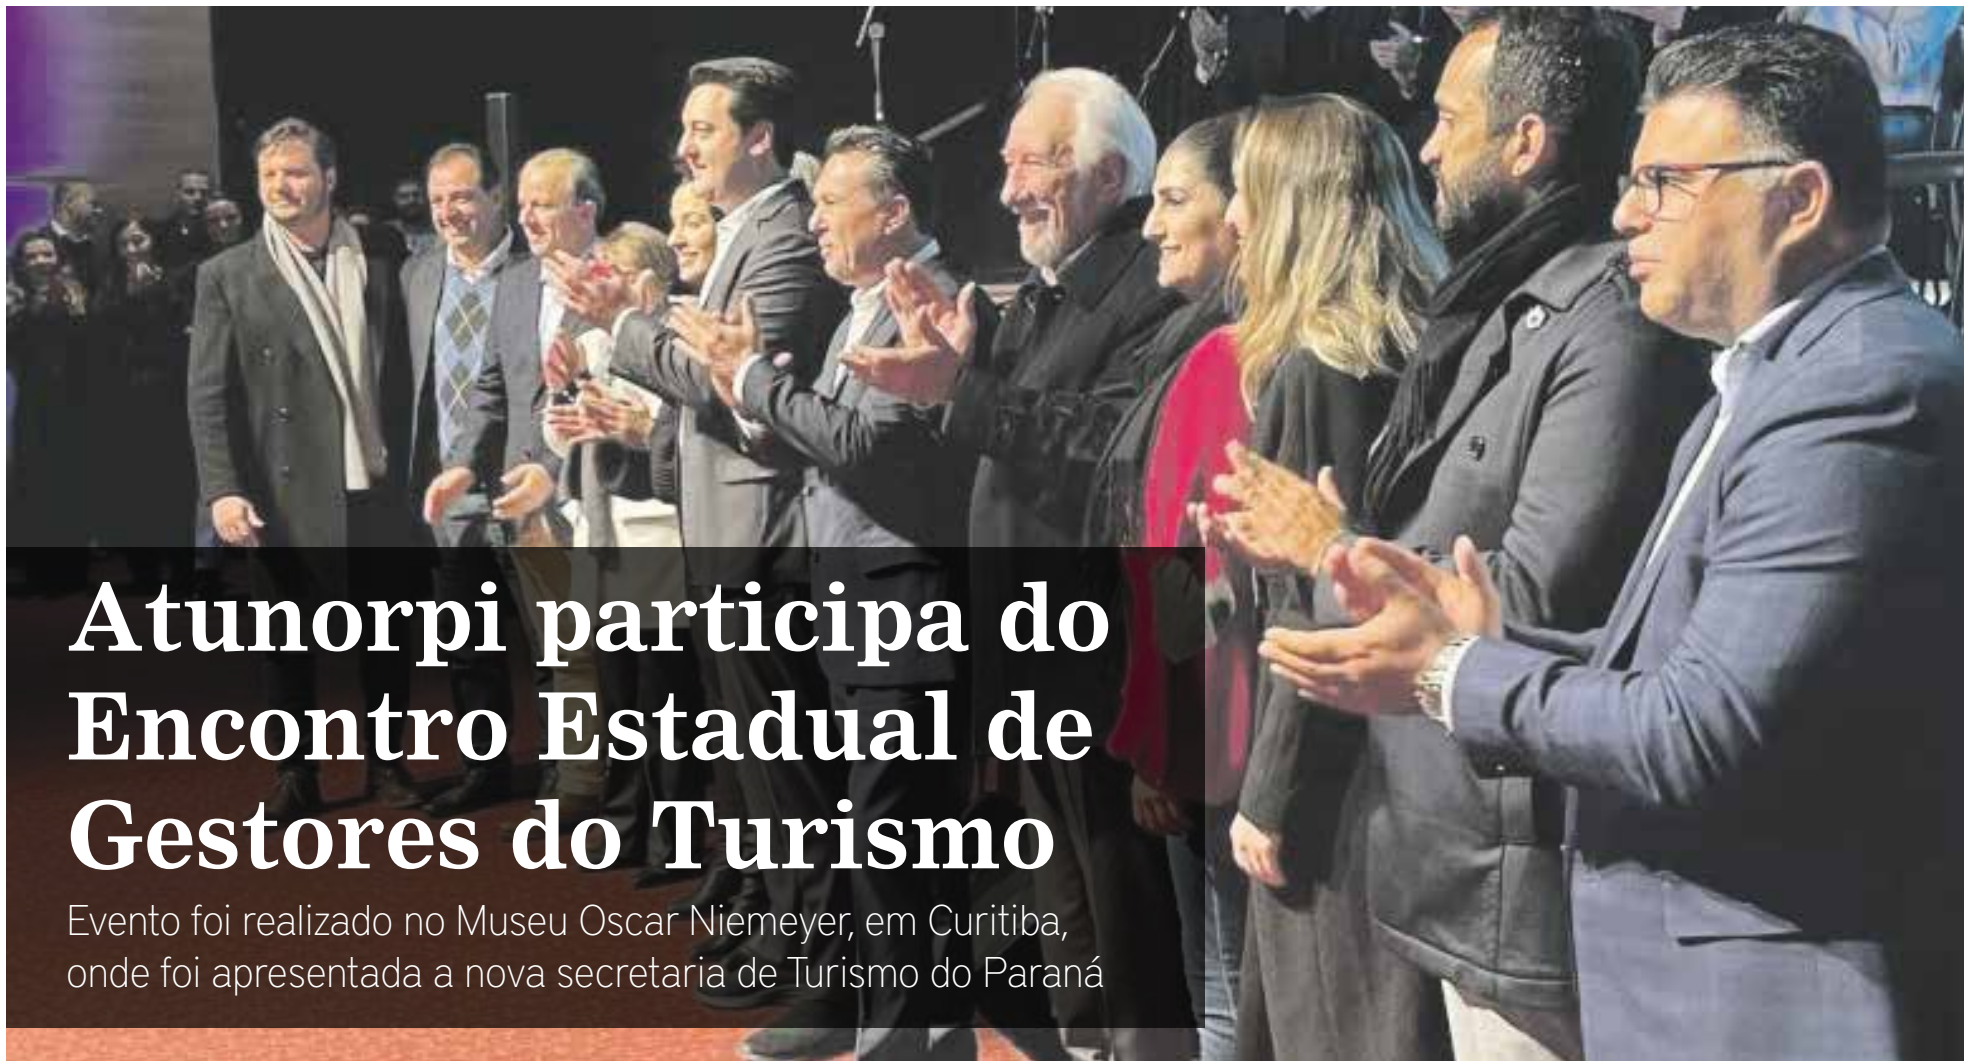 Atunorpi participa do
Encontro Estadual de
Gestores do Turismo
Evento foi realizado no Museu Oscar Niemeyer, em Curitiba,
onde foi apresentada a nova secretaria de Turismo do Paraná